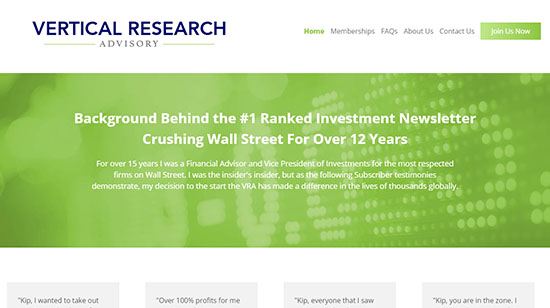 VERTICAL RESEARCH
ADVISORY
Home Memberships FAQs About Us Contact Us Join Us Now
Background Behind the #1 Ranked Investment Newsletter
Crushing Wall Street For Over 12 Years
For over 15 years I was a Financial Advisor and Vice President of Investments for the most respected
firms on Wall Street. I was the insider's insider, but as the following Subscriber testimonies
demonstrate, my decision to the start the VRA has made a difference in the lives of thousands globally.
"Kip, I wanted to take out
"Over 100% profits for me
"Kip, everyone that I saw
"Kip, you are in the zone. I